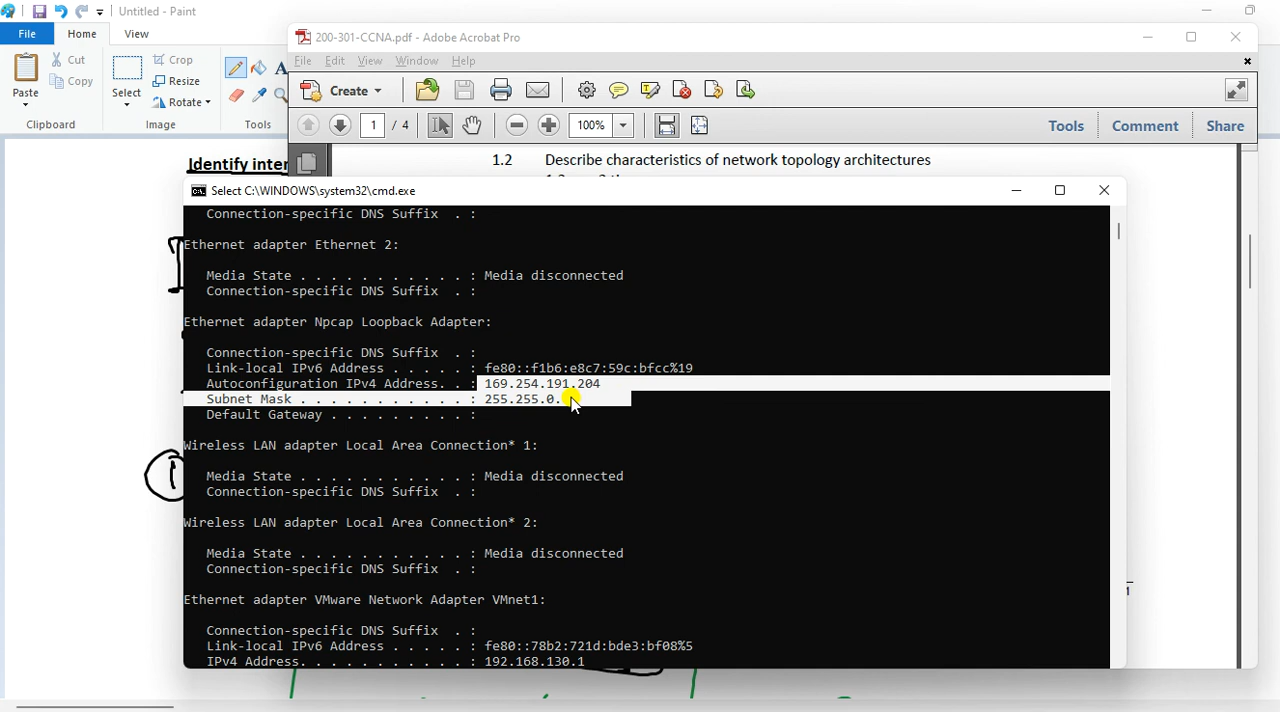 Untitled - Paint
File Home View
Paste
Cut
Copy
Clipboard
Select
Crop
Resize
Rotate
Image
A
Tools
Identify inter
1
200-301-CCNA.pdf - Adobe Acrobat Pro
File Edit View Window Help
Create
1 / 4
100%
Tools Comment Share
1.2 Describe characteristics of network topology architectures
Select C:\WINDOWS\system32\cmd.exe
Connection-specific DNS Suffix . :
Ethernet adapter Ethernet 2:
Media State . . . . . . . . . . . : Media disconnected
Connection-specific DNS Suffix . :
Ethernet adapter Npcap Loopback Adapter:
Connection-specific DNS Suffix . :
Link-local IPv6 Address . . . . . : fe80::f1b6:e8c7:59c:bfcc%19
Autoconfiguration IPv4 Address. . : 169.254.191.204
Subnet Mask . . . . . . . . . . . : 255.255.0.
Default Gateway . . . . . . . . . :
Wireless LAN adapter Local Area Connection* 1:
Media State . . . . . . . . . . . : Media disconnected
Connection-specific DNS Suffix . :
Wireless LAN adapter Local Area Connection* 2:
Media State . . . . . . . . . . . : Media disconnected
Connection-specific DNS Suffix . :
Ethernet adapter VMware Network Adapter VMnet1:
Connection-specific DNS Suffix . :
Link-local IPv6 Address . . . . . : fe80::78b2:721d:bde3:bf08%5
IPv4 Address. . . . . . . . . . . : 192.168.130.1